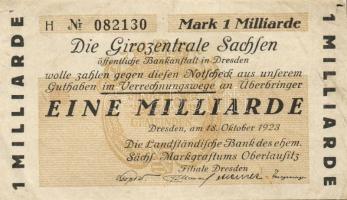 H № 082130 Mark 1 Milliarde
Die Girozentrale Sachsen
öffentliche Bankanstalt in Dresden
wolle zahlen gegen diesen Notscheck aus unserem
Guthaben im Verrechnungswege an Überbringer
EINE MILLIARDE
Dresden, am 18. Oktober 1923
Die Landständische Bank des ehem.
Sächs. Markgraftums Oberlausitz
Filiale Dresden
1 MILLIARDE
1 MILLIARDE